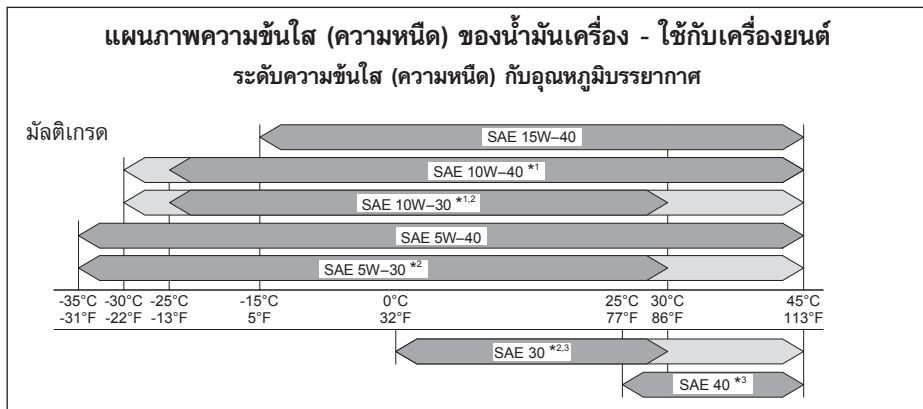 แผนภาพความข้นใส (ความหนืด) ของน้ำมันเครื่อง - ใช้กับเครื่องยนต์
ระดับความข้นใส (ความหนืด) กับอุณหภูมิบรรยากาศ
มัลติเกรด
SAE 15W–40
SAE 10W–40 *1
SAE 10W–30 *1,2
SAE 5W–40
SAE 5W–30 *2
-35°C -30°C -25°C -15°C 0°C 25°C 30°C 45°C
-31°F -22°F -13°F 5°F 32°F 77°F 86°F 113°F
SAE 30 *2,3
SAE 40 *3